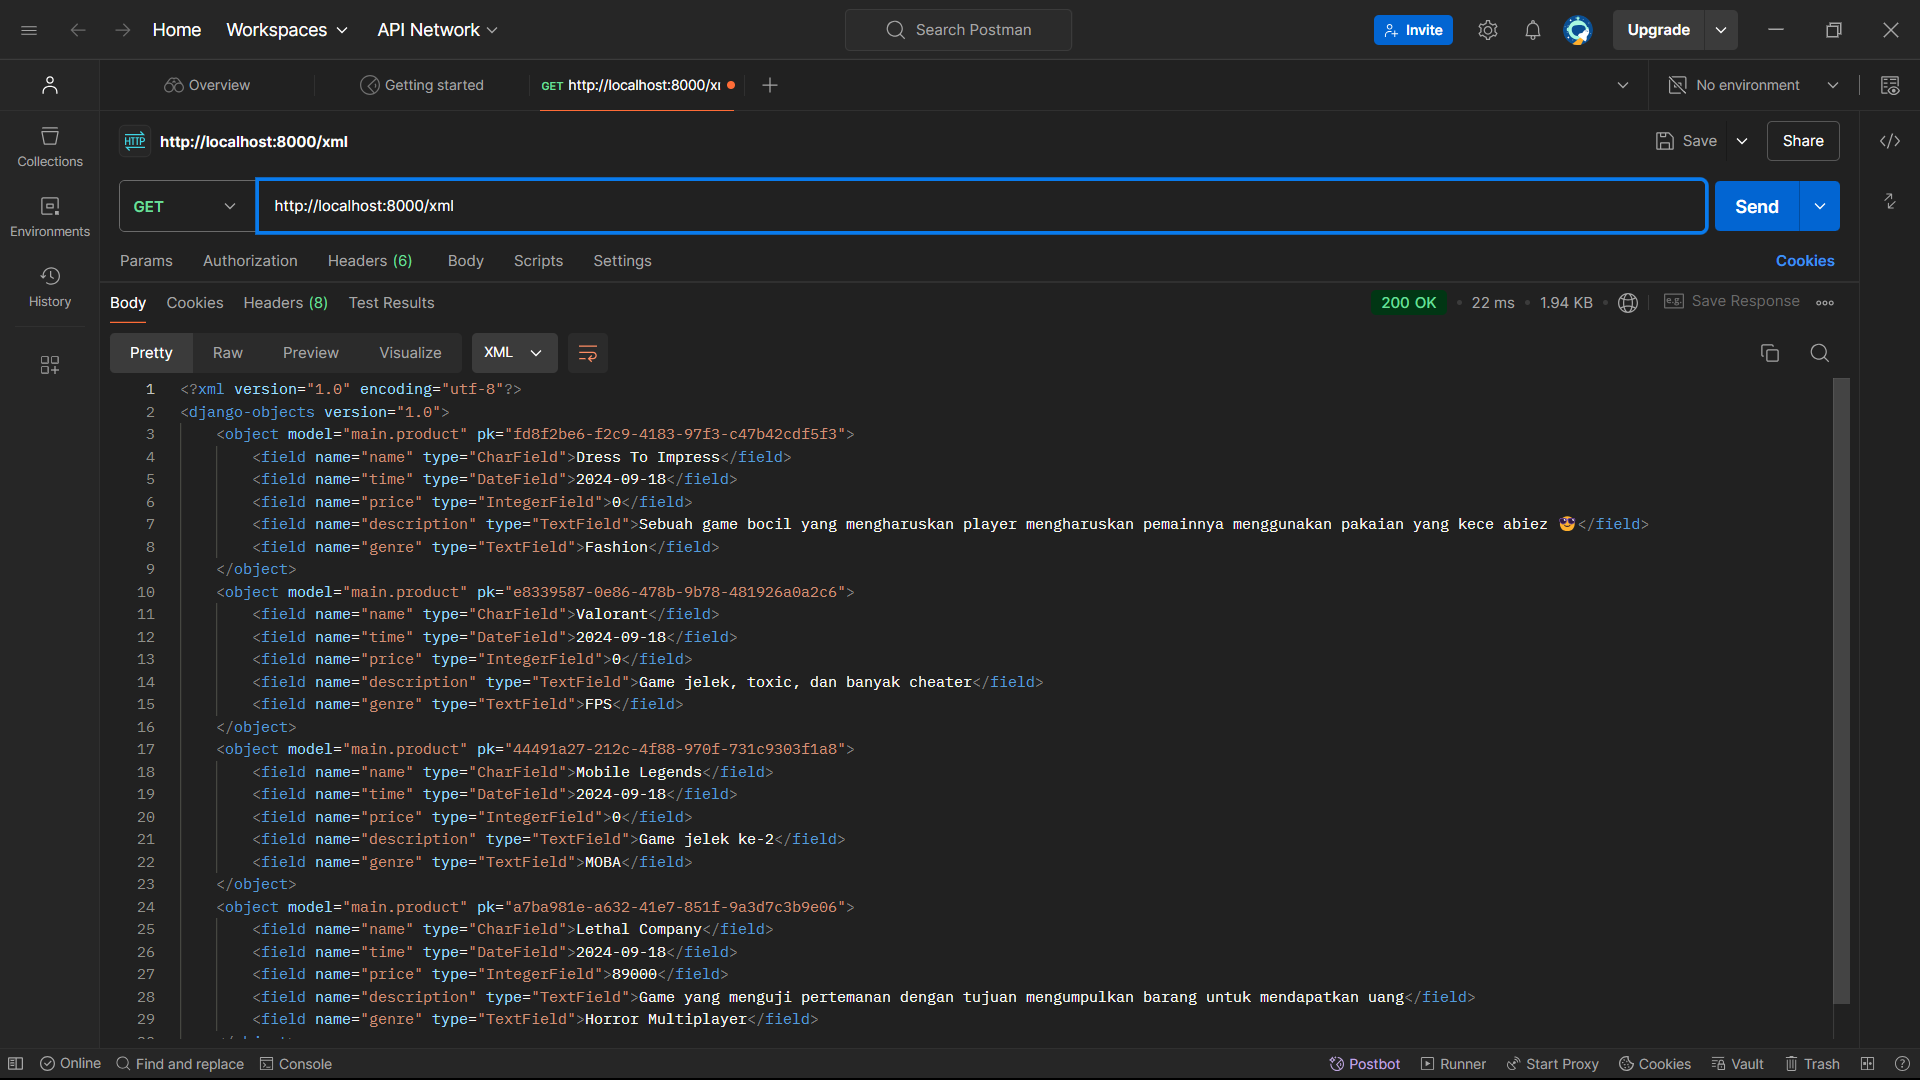 Home Workspaces API Network Search Postman Invite Upgrade
Overview Getting started GET http://localhost:8000/xı No environment
HTTP http://localhost:8000/xml Save Share
Collections
GET http://localhost:8000/xml Send
Environments
Params Authorization Headers (6) Body Scripts Settings Cookies
History
Body Cookies Headers (8) Test Results 200 OK 22 ms 1.94 KB e.g. Save Response
Pretty Raw Preview Visualize XML
1 <?xml version="1.0" encoding="utf-8"?>
2 <django-objects version="1.0">
3 <object model="main.product" pk="fd8f2be6-f2c9-4183-97f3-c47b42cdf5f3">
4 <field name="name" type="CharField">Dress To Impress</field>
5 <field name="time" type="DateField">2024-09-18</field>
6 <field name="price" type="IntegerField">0</field>
7 <field name="description" type="TextField">Sebuah game bocil yang mengharuskan player mengharuskan pemainnya menggunakan pakaian yang kece abiez 😎</field>
8 <field name="genre" type="TextField">Fashion</field>
9 </object>
10 <object model="main.product" pk="e8339587-0e86-478b-9b78-481926a0a2c6">
11 <field name="name" type="CharField">Valorant</field>
12 <field name="time" type="DateField">2024-09-18</field>
13 <field name="price" type="IntegerField">0</field>
14 <field name="description" type="TextField">Game jelek, toxic, dan banyak cheater</field>
15 <field name="genre" type="TextField">FPS</field>
16 </object>
17 <object model="main.product" pk="44491a27-212c-4f88-970f-731c9303f1a8">
18 <field name="name" type="CharField">Mobile Legends</field>
19 <field name="time" type="DateField">2024-09-18</field>
20 <field name="price" type="IntegerField">0</field>
21 <field name="description" type="TextField">Game jelek ke-2</field>
22 <field name="genre" type="TextField">MOBA</field>
23 </object>
24 <object model="main.product" pk="a7ba981e-a632-41e7-851f-9a3d7c3b9e06">
25 <field name="name" type="CharField">Lethal Company</field>
26 <field name="time" type="DateField">2024-09-18</field>
27 <field name="price" type="IntegerField">89000</field>
28 <field name="description" type="TextField">Game yang menguji pertemanan dengan tujuan mengumpulkan barang untuk mendapatkan uang</field>
29 <field name="genre" type="TextField">Horror Multiplayer</field>
Online Find and replace Console Postbot Runner Start Proxy Cookies Vault Trash